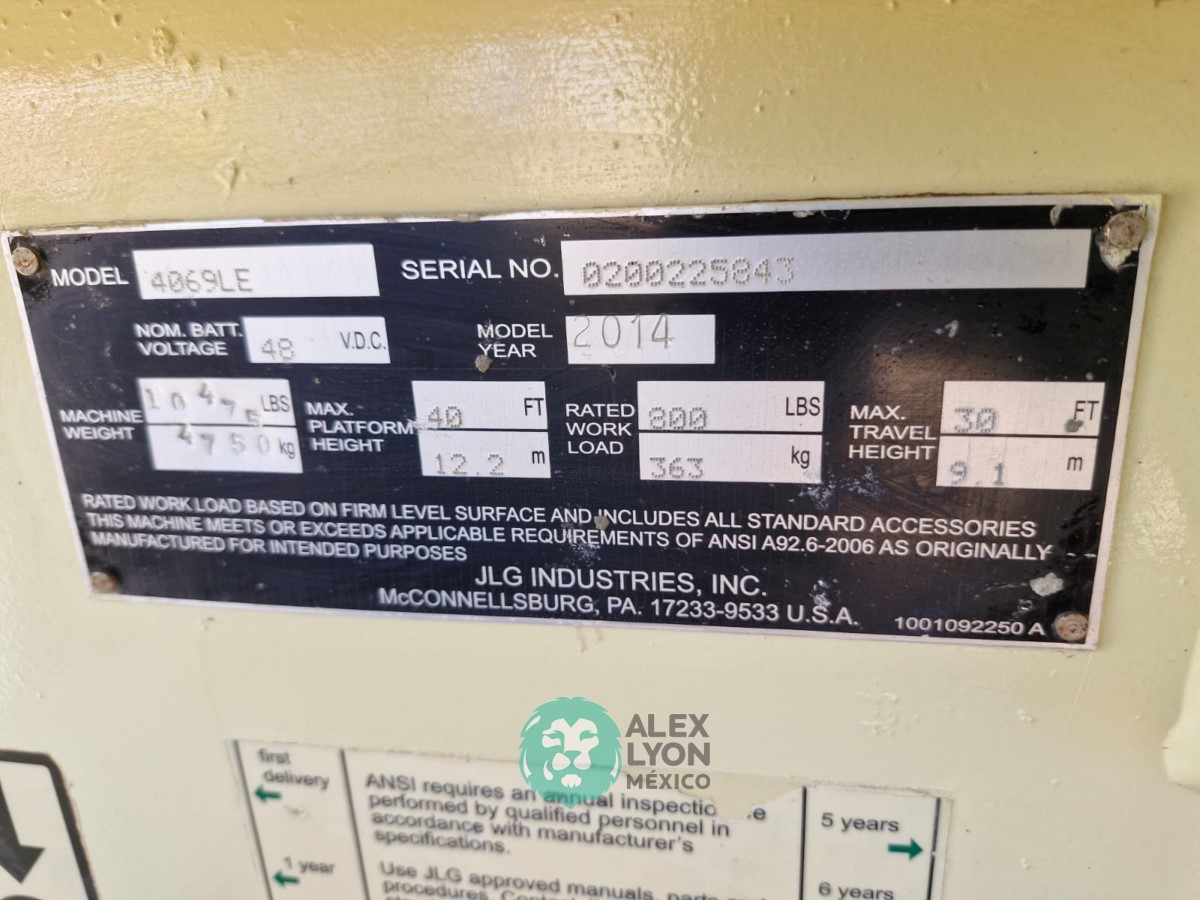 MODEL 4069LE SERIAL NO. 0200225843
NOM. BATT. VOLTAGE 48 V.D.C. MODEL YEAR 2014
MACHINE WEIGHT 10475 LBS 4750 kg MAX. PLATFORM HEIGHT 40 FT 12.2 m RATED WORK LOAD 800 LBS 363 kg MAX. TRAVEL HEIGHT 30 FT 9.1 m
RATED WORK LOAD BASED ON FIRM LEVEL SURFACE AND INCLUDES ALL STANDARD ACCESSORIES
THIS MACHINE MEETS OR EXCEEDS APPLICABLE REQUIREMENTS OF ANSI A92.6-2006 AS ORIGINALLY
MANUFACTURED FOR INTENDED PURPOSES
JLG INDUSTRIES, INC.
McCONNELLSBURG, PA. 17233-9533 U.S.A.
1001092250 A
ALEX
LYON
MÉXICO
first
delivery
ANSI requires an annual inspectio
performed by qualified personnel in
accordance with manufacturer's
specifications.
5 years
1 year
Use JLG approved manuals, parts
procedures.
6 years